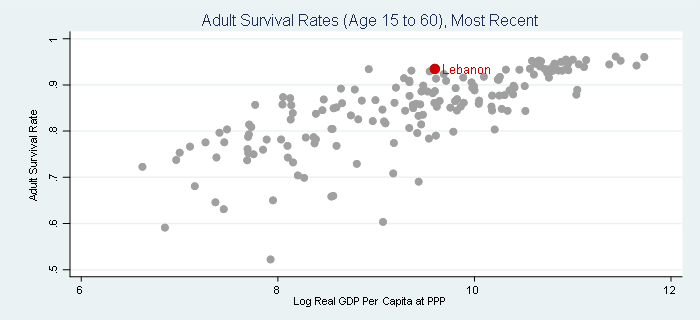 Adult Survival Rates (Age 15 to 60), Most Recent
Adult Survival Rate
1
.9
.8
.7
.6
.5
Lebanon
6
8
10
12
Log Real GDP Per Capita at PPP